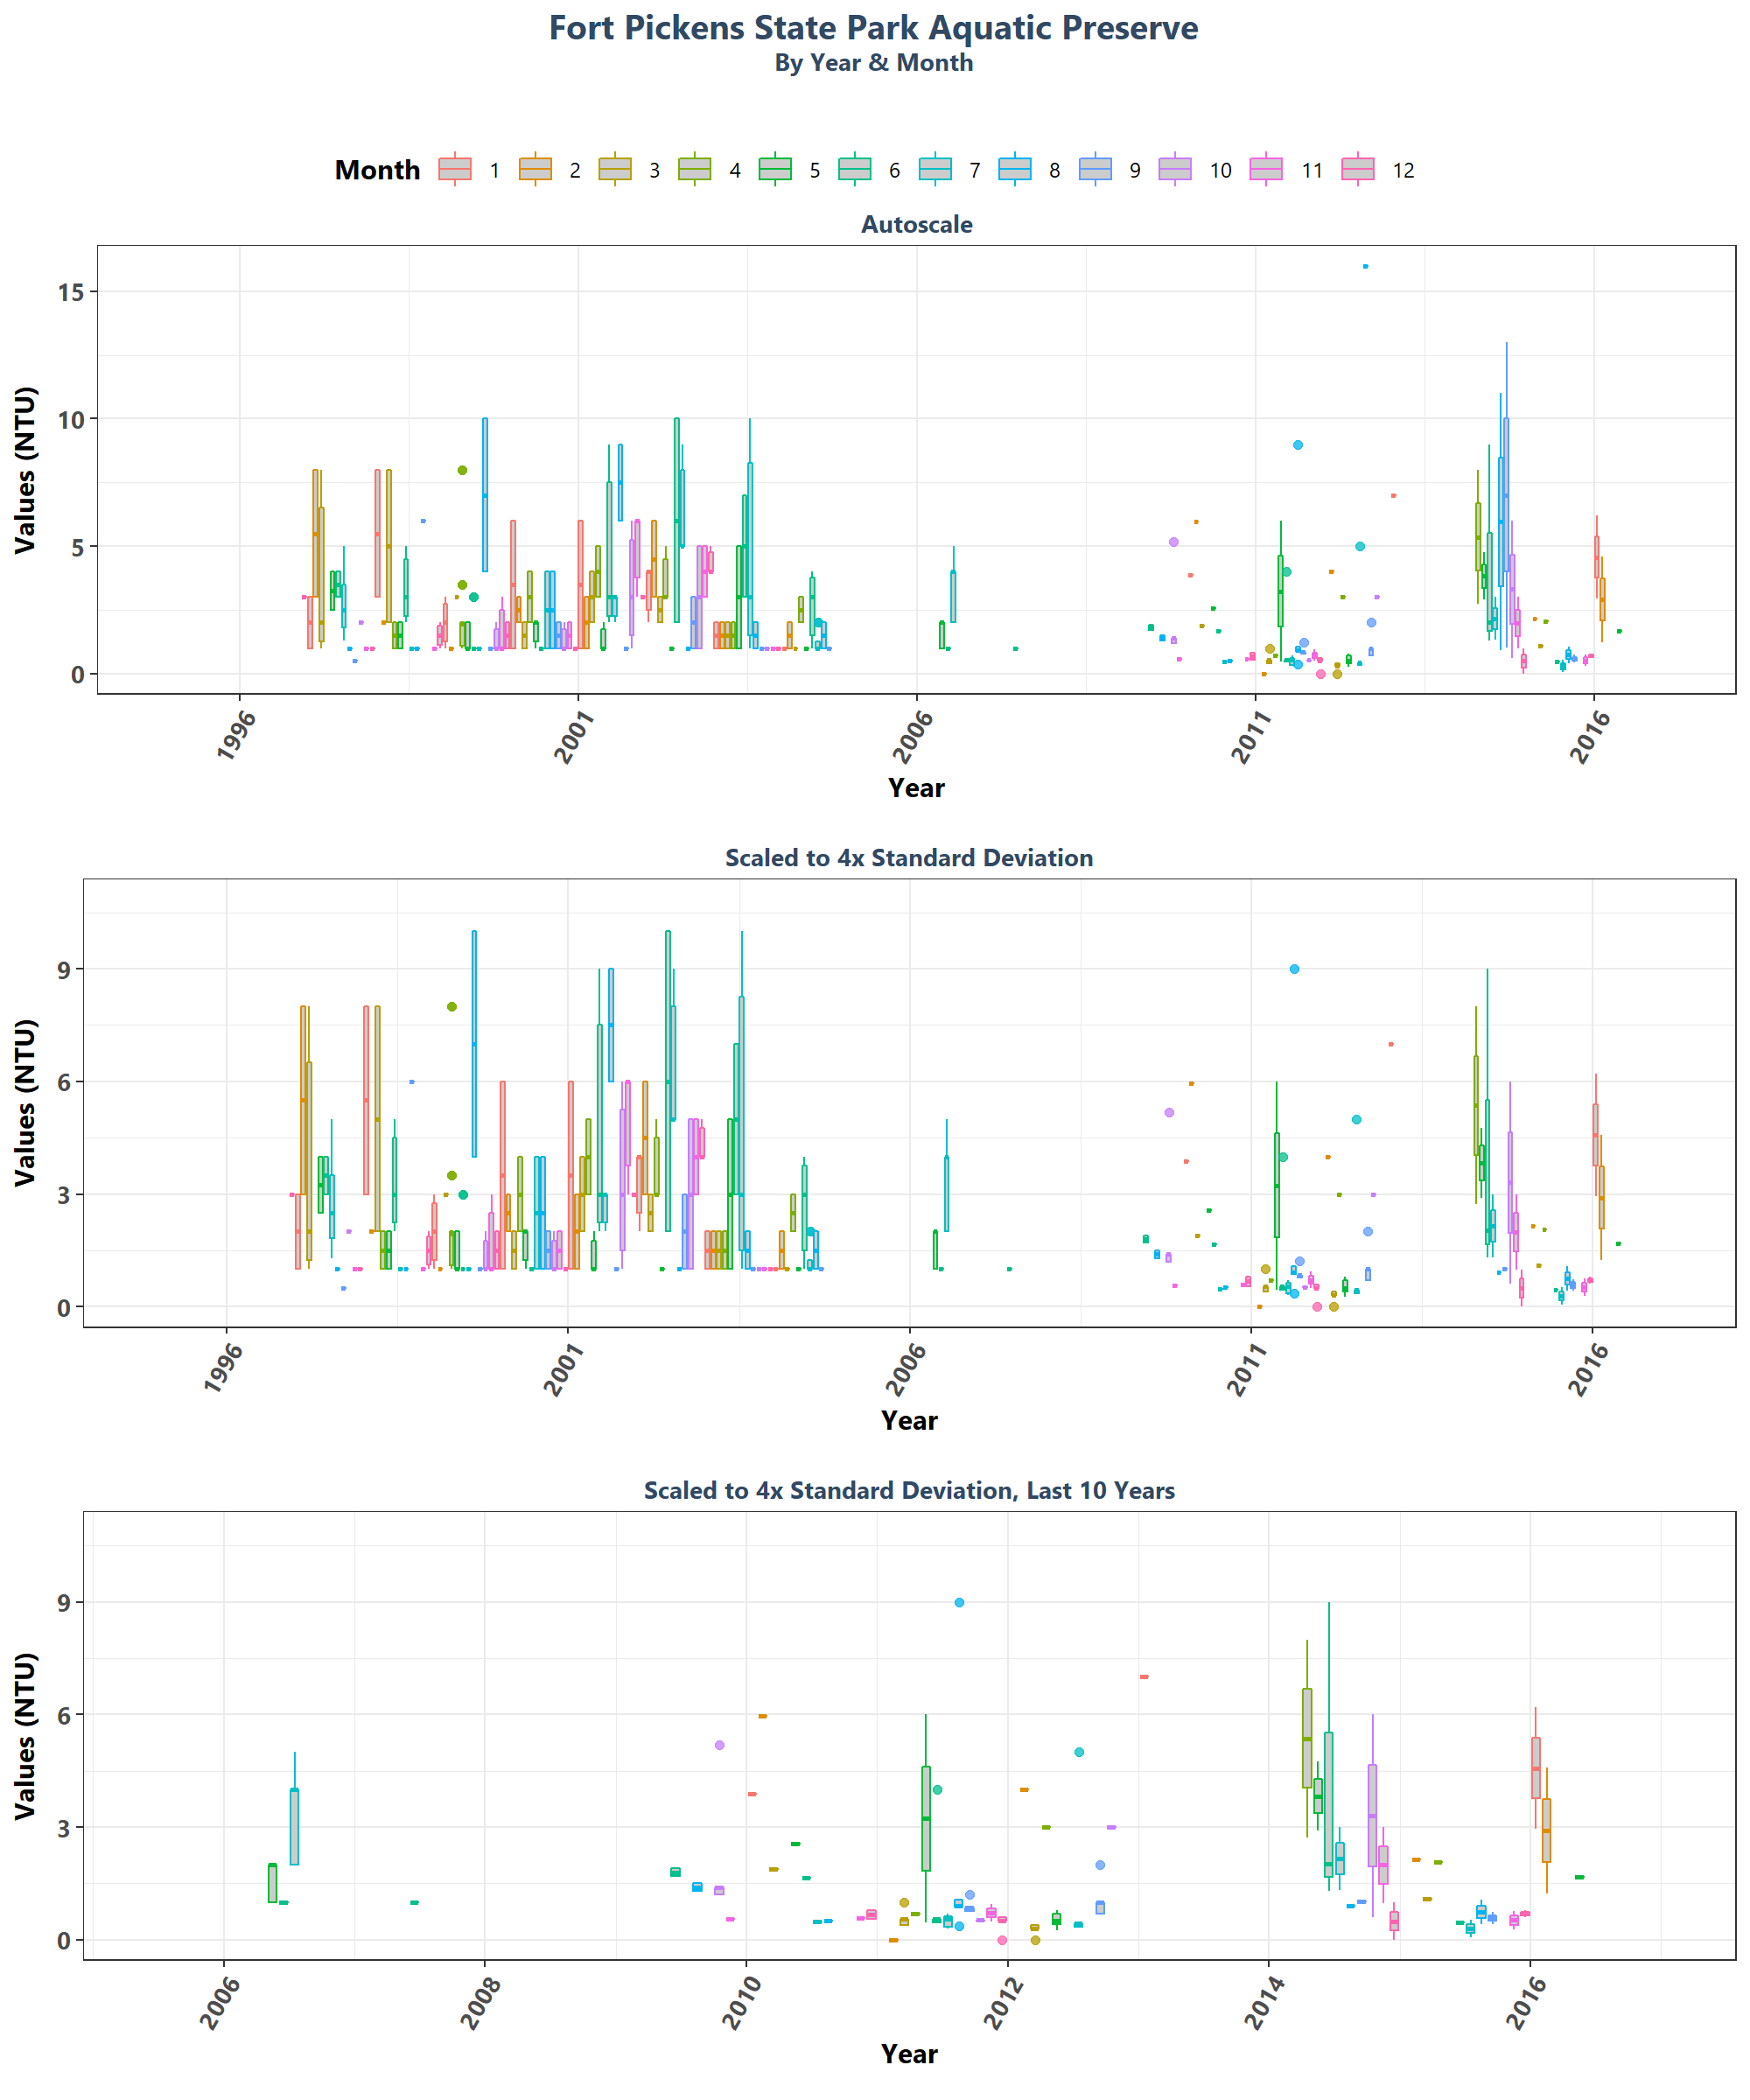 Fort Pickens State Park Aquatic Preserve
By Year & Month
Month 1 2 3 4 5 6 7 8 9 10 11 12
Autoscale
Values (NTU)
15
10
5
0
1996 2001 2006 2011 2016
Year
Scaled to 4x Standard Deviation
Values (NTU)
9
6
3
0
1996 2001 2006 2011 2016
Year
Scaled to 4x Standard Deviation, Last 10 Years
Values (NTU)
9
6
3
0
2006 2008 2010 2012 2014 2016
Year